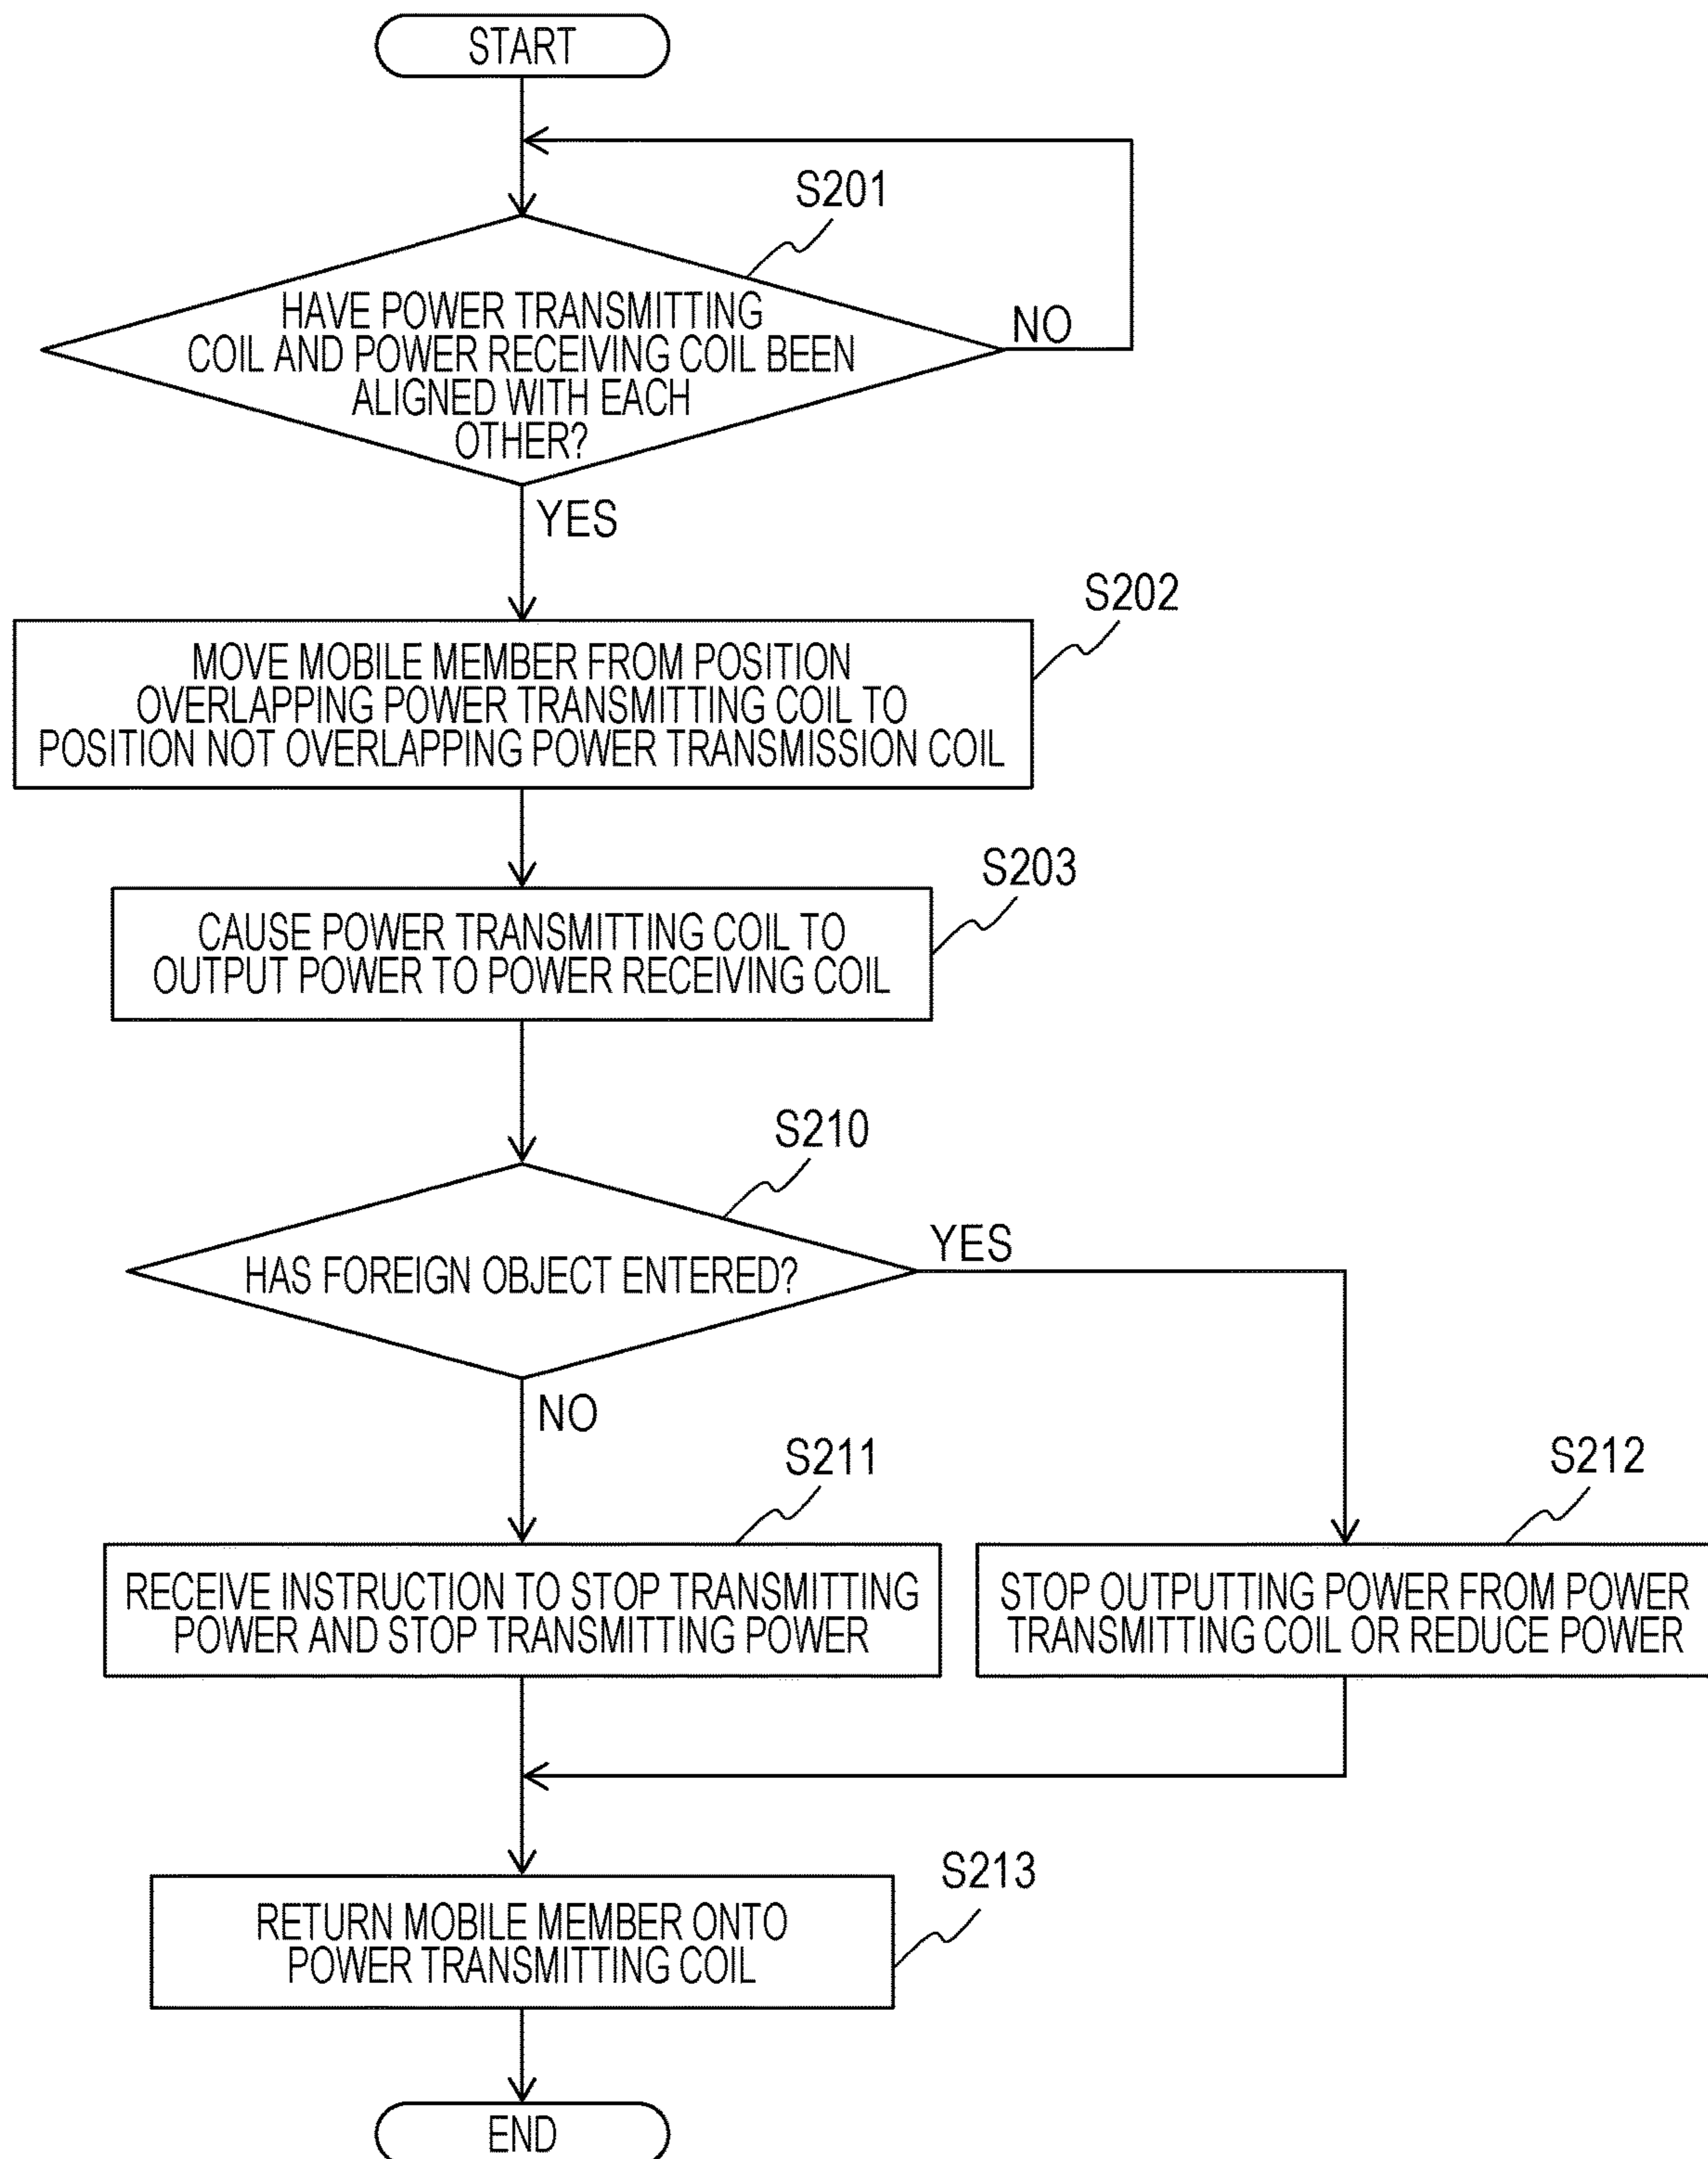 START
S201
HAVE POWER TRANSMITTING
COIL AND POWER RECEIVING COIL BEEN
ALIGNED WITH EACH
OTHER?
NO
YES
S202
MOVE MOBILE MEMBER FROM POSITION
OVERLAPPING POWER TRANSMITTING COIL TO
POSITION NOT OVERLAPPING POWER TRANSMISSION COIL
S203
CAUSE POWER TRANSMITTING COIL TO
OUTPUT POWER TO POWER RECEIVING COIL
S210
HAS FOREIGN OBJECT ENTERED?
YES
NO
S211
RECEIVE INSTRUCTION TO STOP TRANSMITTING
POWER AND STOP TRANSMITTING POWER
S212
STOP OUTPUTTING POWER FROM POWER
TRANSMITTING COIL OR REDUCE POWER
S213
RETURN MOBILE MEMBER ONTO
POWER TRANSMITTING COIL
END